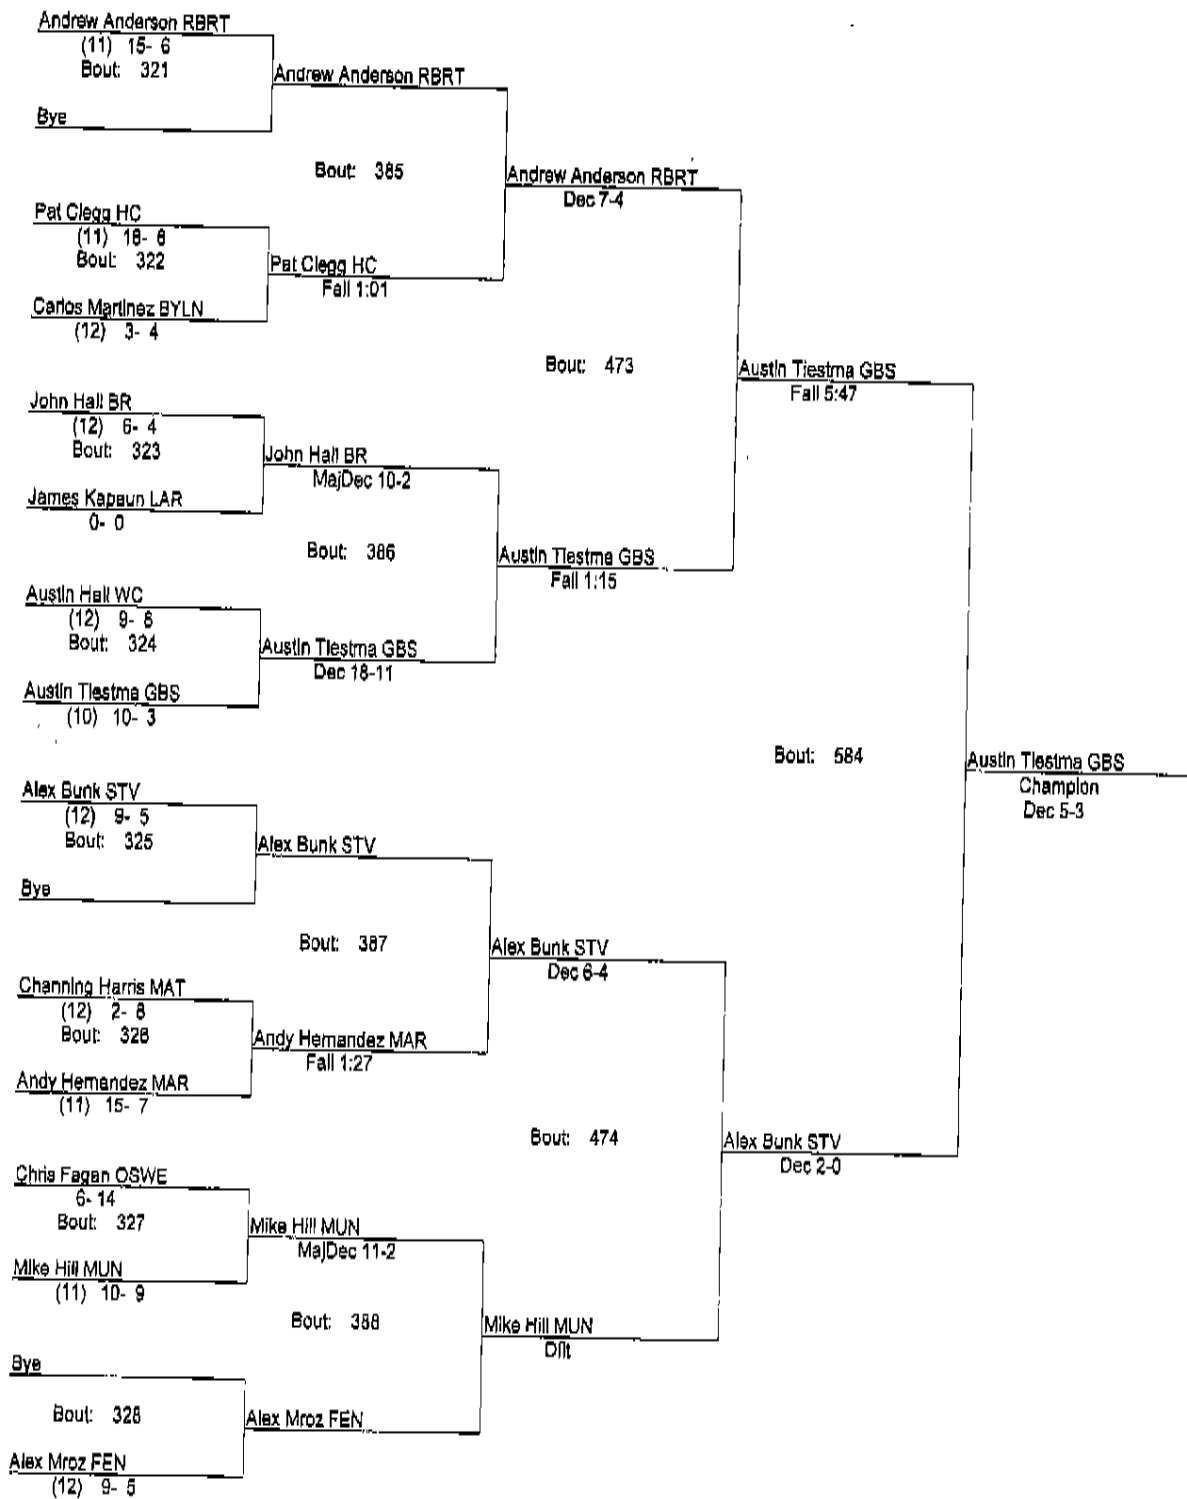 Andrew Anderson RBRT
(11) 15- 6
Bout: 321
Andrew Anderson RBRT
Bye
Bout: 385
Andrew Anderson RBRT
Dec 7-4
Pat Clegg HC
(11) 18- 8
Bout: 322
Pat Clegg HC
Fall 1:01
Carlos Martinez BYLN
(12) 3- 4
Bout: 473
Austin Tiestma GBS
Fall 5:47
John Hall BR
(12) 6- 4
Bout: 323
John Hall BR
MajDec 10-2
James Kapaun LAR
0- 0
Bout: 386
Austin Tiestma GBS
Fall 1:15
Austin Hall WC
(12) 9- 8
Bout: 324
Austin Tiestma GBS
Dec 18-11
Austin Tiestma GBS
(10) 10- 3
Bout: 584
Austin Tiestma GBS
Champion
Dec 5-3
Alex Bunk STV
(12) 9- 5
Bout: 325
Alex Bunk STV
Bye
Bout: 387
Alex Bunk STV
Dec 6-4
Channing Harris MAT
(12) 2- 8
Bout: 326
Andy Hernandez MAR
Fall 1:27
Andy Hernandez MAR
(11) 15- 7
Bout: 474
Alex Bunk STV
Dec 2-0
Chris Fagan OSWE
6- 14
Bout: 327
Mike Hill MUN
MajDec 11-2
Mike Hill MUN
(11) 10- 9
Bout: 388
Mike Hill MUN
Dflt
Bye
Bout: 328
Alex Mroz FEN
Alex Mroz FEN
(12) 9- 5